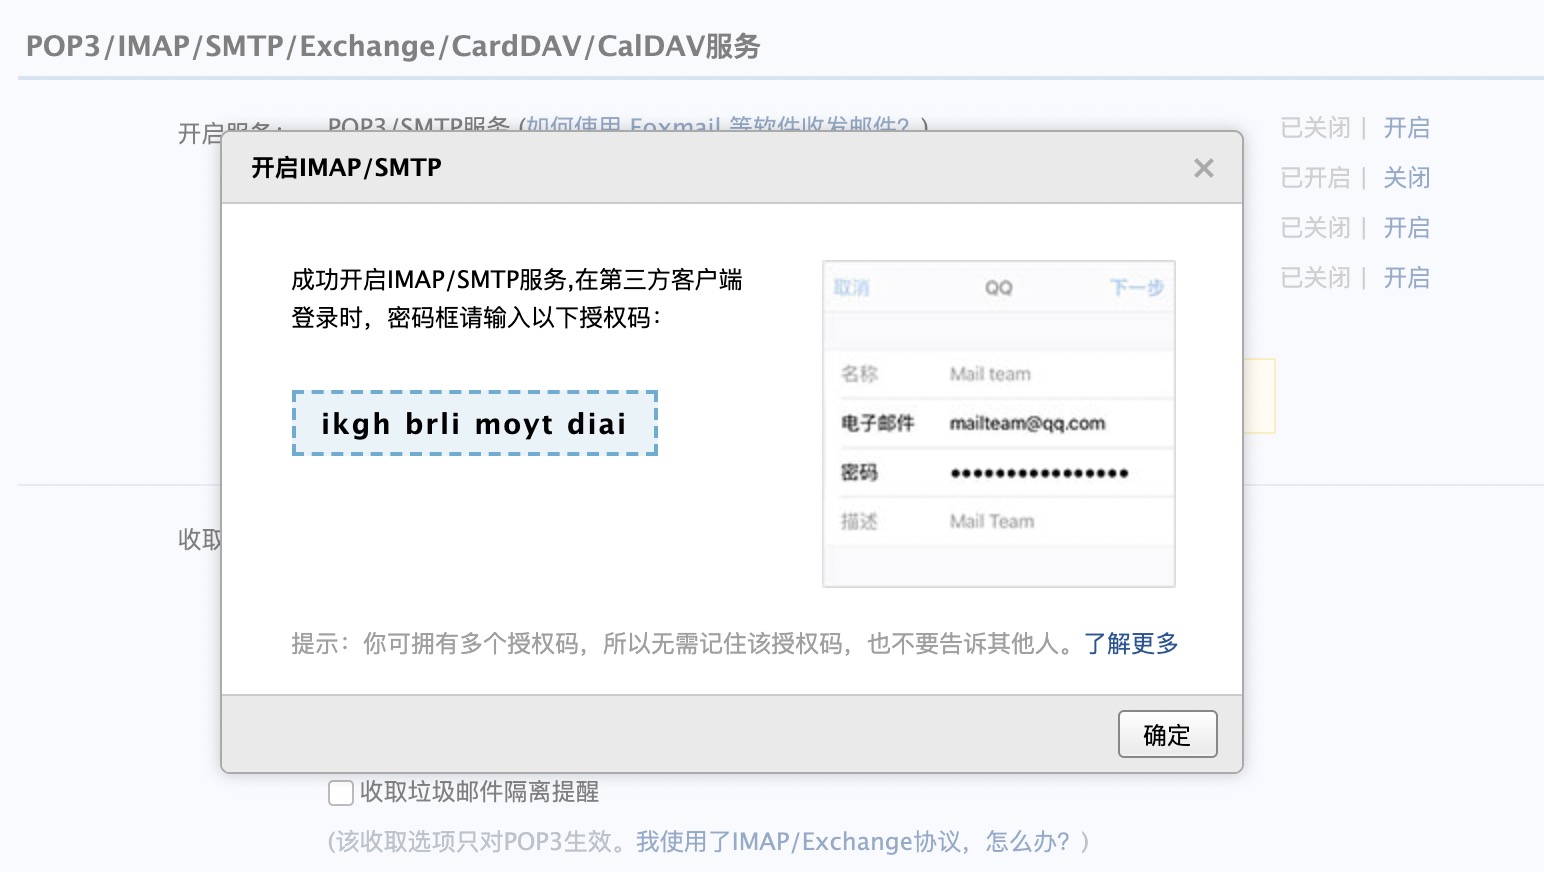 POP3/IMAP/SMTP/Exchange/CardDAV/CalDAV服务
开启服务: POP3/SMTP服务 (如何使用 Foxmail 等软件收发邮件? ) 已关闭 | 开启
已开启 | 关闭
已关闭 | 开启
已关闭 | 开启
开启IMAP/SMTP
成功开启IMAP/SMTP服务,在第三方客户端
登录时，密码框请输入以下授权码：
ikgh brli moyt diai
取消 QQ 下一步
名称 Mail team
电子邮件 mailteam@qq.com
密码 ••••••••••••••••
描述 Mail Team
提示：你可拥有多个授权码，所以无需记住该授权码，也不要告诉其他人。了解更多
确定
收取
收取垃圾邮件隔离提醒
(该收取选项只对POP3生效。我使用了IMAP/Exchange协议，怎么办？)